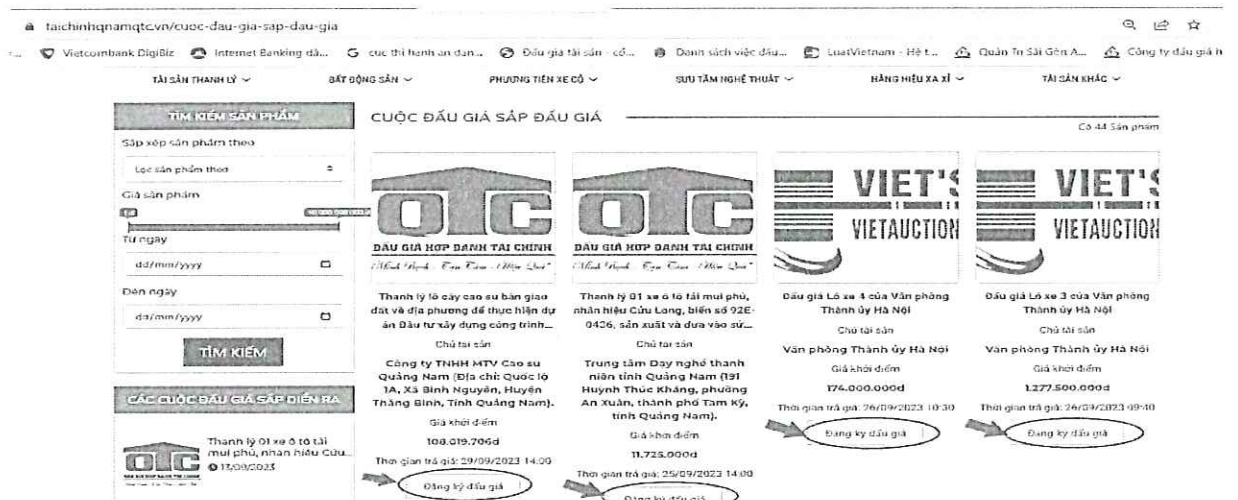 taichinhqnamqtc.vn/cuoc-dau-gia-sap-dau-gia
Vietcombank DigiBiz Internet Banking dà... cuc thi hanh an dan... Đấu giá tài sản - cổ... Danh sách việc đấu... LuatVietnam - Hệ t... Quản Trị Sài Gòn A... Công ty đấu giá h
TÀI SẢN THANH LÝ BẤT ĐỘNG SẢN PHƯƠNG TIỆN XE CỘ SƯU TẦM NGHỆ THUẬT HÀNG HIỆU XA XỈ TÀI SẢN KHÁC
TÌM KIẾM SẢN PHẨM
Sắp xếp sản phẩm theo
Lọc sản phẩm theo
Giá sản phẩm
Từ ngày
dd/mm/yyyy
Đến ngày
dd/mm/yyyy
TÌM KIẾM
CÁC CUỘC ĐẤU GIÁ SẮP DIỄN RA
QTC
Thanh lý 01 xe ô tô tải
mui phủ, nhãn hiệu Cửu...
13/09/2023
CUỘC ĐẤU GIÁ SẮP ĐẤU GIÁ
Có 44 Sản phẩm
QTC
ĐẤU GIÁ HỢP DANH TÀI CHÍNH
Thanh lý lô cây cao su bàn giao
đất về địa phương để thực hiện dự
án Đầu tư xây dựng công trình...
Chủ tài sản
Công ty TNHH MTV Cao su
Quảng Nam (Địa chỉ: Quốc lộ
1A, Xã Bình Nguyên, Huyện
Thăng Bình, Tỉnh Quảng Nam).
Giá khởi điểm
108.019.706đ
Thời gian trả giá: 29/09/2023 14:00
Đăng ký đấu giá
QTC
ĐẤU GIÁ HỢP DANH TÀI CHÍNH
Thanh lý 01 xe ô tô tải mui phủ,
nhãn hiệu Cửu Long, biển số 92E-
0436, sản xuất và đưa vào sử...
Chủ tài sản
Trung tâm Dạy nghề thanh
niên tỉnh Quảng Nam (191
Huỳnh Thúc Kháng, phường
An Xuân, thành phố Tam Kỳ,
tỉnh Quảng Nam).
Giá khởi điểm
11.725.000đ
Thời gian trả giá: 25/09/2023 14:00
Đăng ký đấu giá
VIET'S
VIETAUCTION
Đấu giá Lô xe 4 của Văn phòng
Thành ủy Hà Nội
Chủ tài sản
Văn phòng Thành ủy Hà Nội
Giá khởi điểm
174.000.000đ
Thời gian trả giá: 26/09/2023 10:30
Đăng ký đấu giá
VIET'S
VIETAUCTION
Đấu giá Lô xe 3 của Văn phòng
Thành ủy Hà Nội
Chủ tài sản
Văn phòng Thành ủy Hà Nội
Giá khởi điểm
1.277.500.000đ
Thời gian trả giá: 26/09/2023 09:40
Đăng ký đấu giá